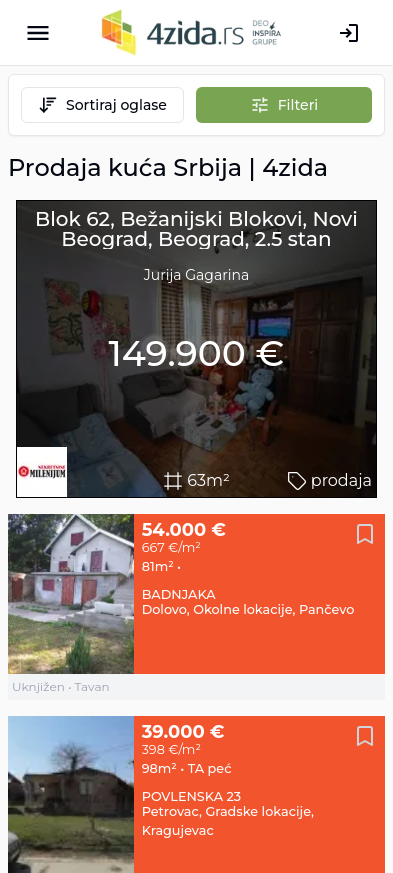 4zida.rs DEO INSPIRA GRUPE
Sortiraj oglase
Filteri
Prodaja kuća Srbija | 4zida
Blok 62, Bežanijski Blokovi, Novi
Beograd, Beograd, 2.5 stan
Jurija Gagarina
149.900 €
NEKRETNINE
MILENIJUM
63m²
prodaja
54.000 €
667 €/m²
81m² •
BADNJAKA
Dolovo, Okolne lokacije, Pančevo
Uknjižen • Tavan
39.000 €
398 €/m²
98m² • TA peć
POVLENSKA 23
Petrovac, Gradske lokacije,
Kragujevac